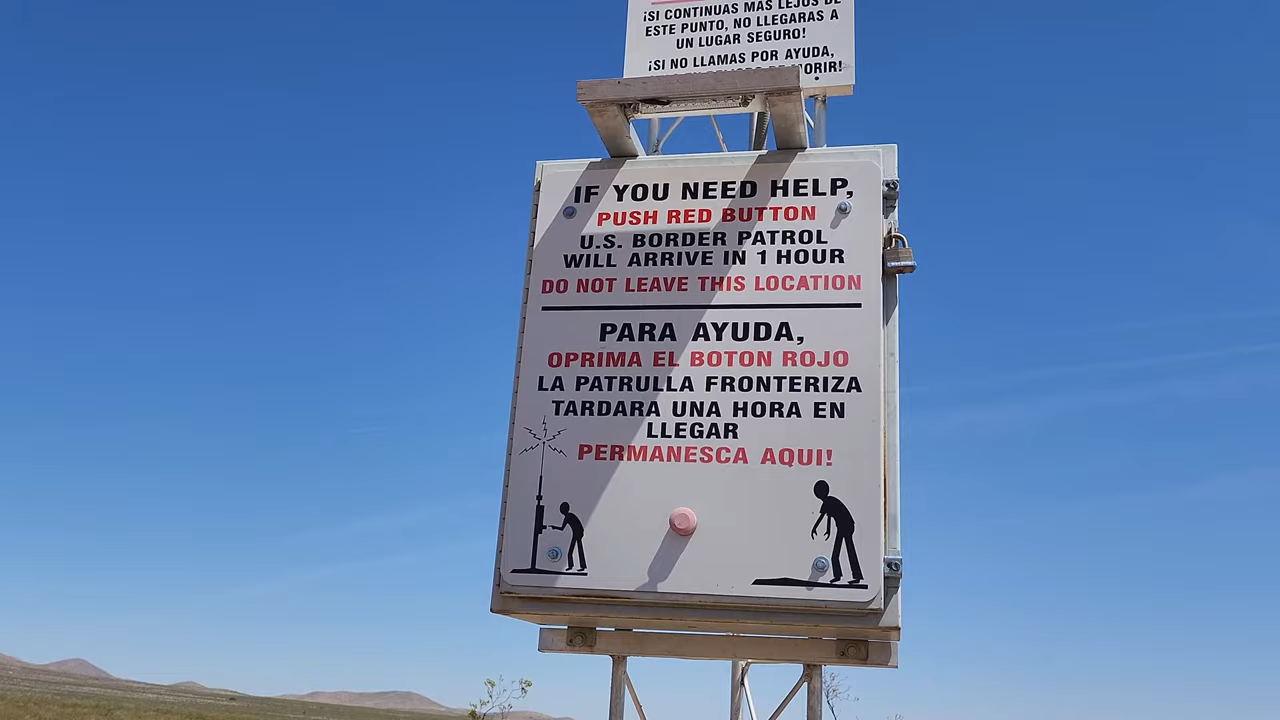 ¡SI CONTINUAS MAS LEJOS DE
ESTE PUNTO, NO LLEGARAS A
UN LUGAR SEGURO!
¡SI NO LLAMAS POR AYUDA,
MORIR!
IF YOU NEED HELP,
PUSH RED BUTTON
U.S. BORDER PATROL
WILL ARRIVE IN 1 HOUR
DO NOT LEAVE THIS LOCATION
PARA AYUDA,
OPRIMA EL BOTON ROJO
LA PATRULLA FRONTERIZA
TARDARA UNA HORA EN
LLEGAR
PERMANESCA AQUI!